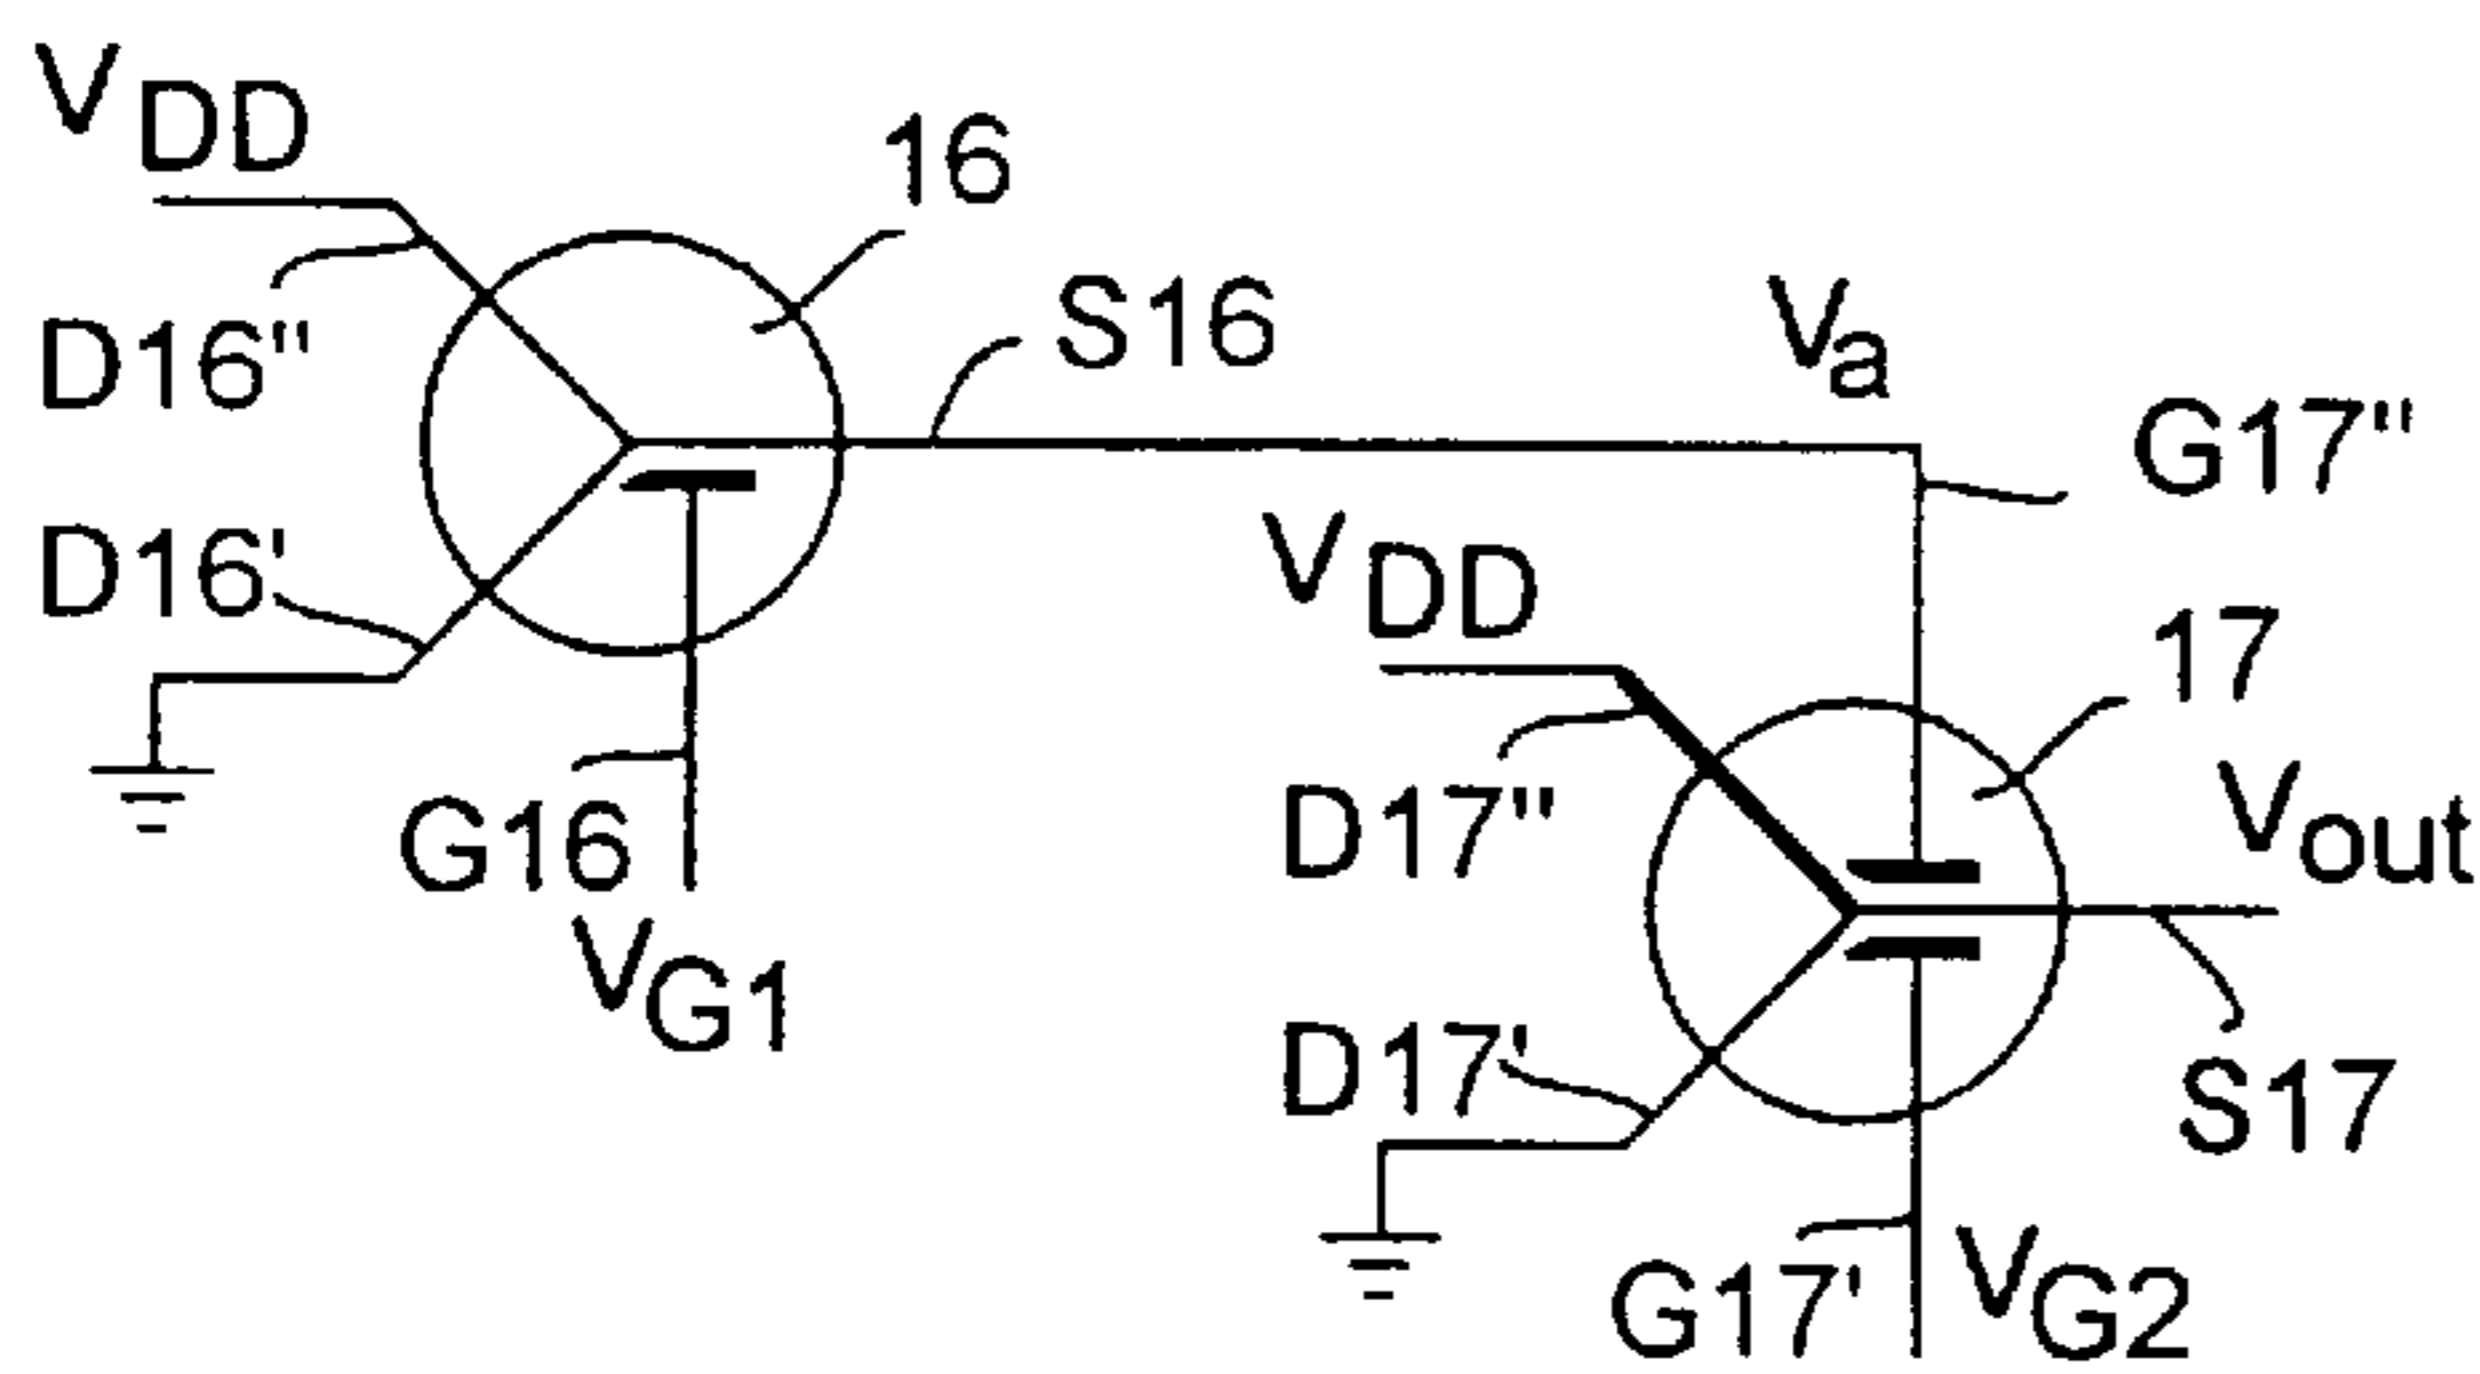 VDD
16
S16
Va
D16"
G17"
D16'
VDD
17
G16
D17"
Vout
VG1
D17'
S17
G17'
VG2